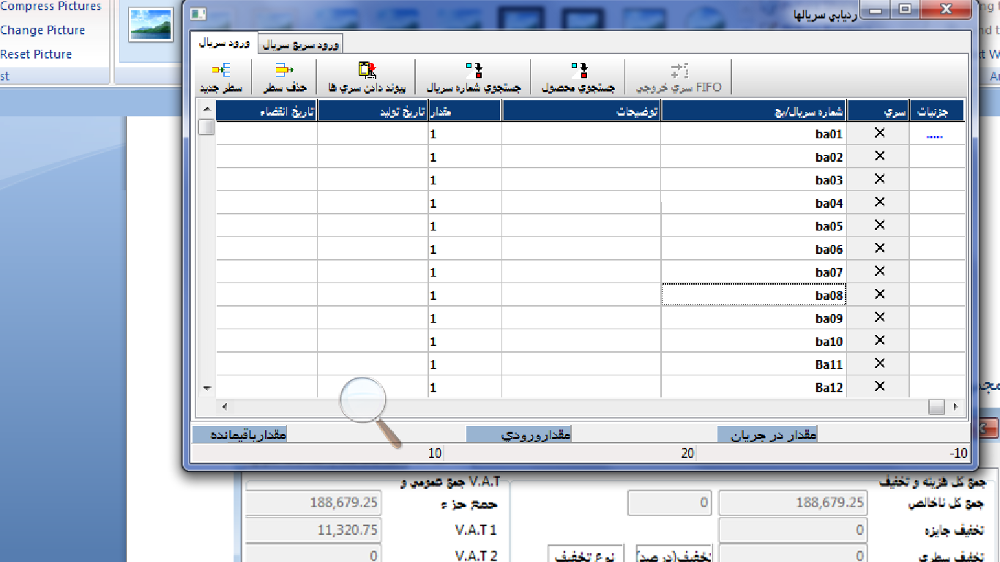 Compress Pictures
Change Picture
Reset Picture
st
رديابي سريالها
ورود سريال
ورود سريع سريال
سطر جديد
حذف سطر
پيوند دادن سري ها
جستجوي شماره سريال
جستجوي محصول
FIFO سري خروجي
جزئيات سري شماره سريال/بچ توضيحات مقدار تاريخ توليد تاريخ انقضاء
..... X ba01 1
X ba02 1
X ba03 1
X ba04 1
X ba05 1
X ba06 1
X ba07 1
X ba08 1
X ba09 1
X ba10 1
X Ba11 1
X Ba12 1
مقدار در جريان مقدارورودي مقدارباقيمانده
-10 20 10
جمع كل هزينه و تخفيف
V.A.T جمع عمومي و
جمع كل ناخالص 188,679.25 0
جمع جزء 188,679.25
تخفيف جايزه 0
V.A.T 1 11,320.75
تخفيف سطري 0
تخفيف(درصد)
نوع تخفيف
V.A.T 2 0